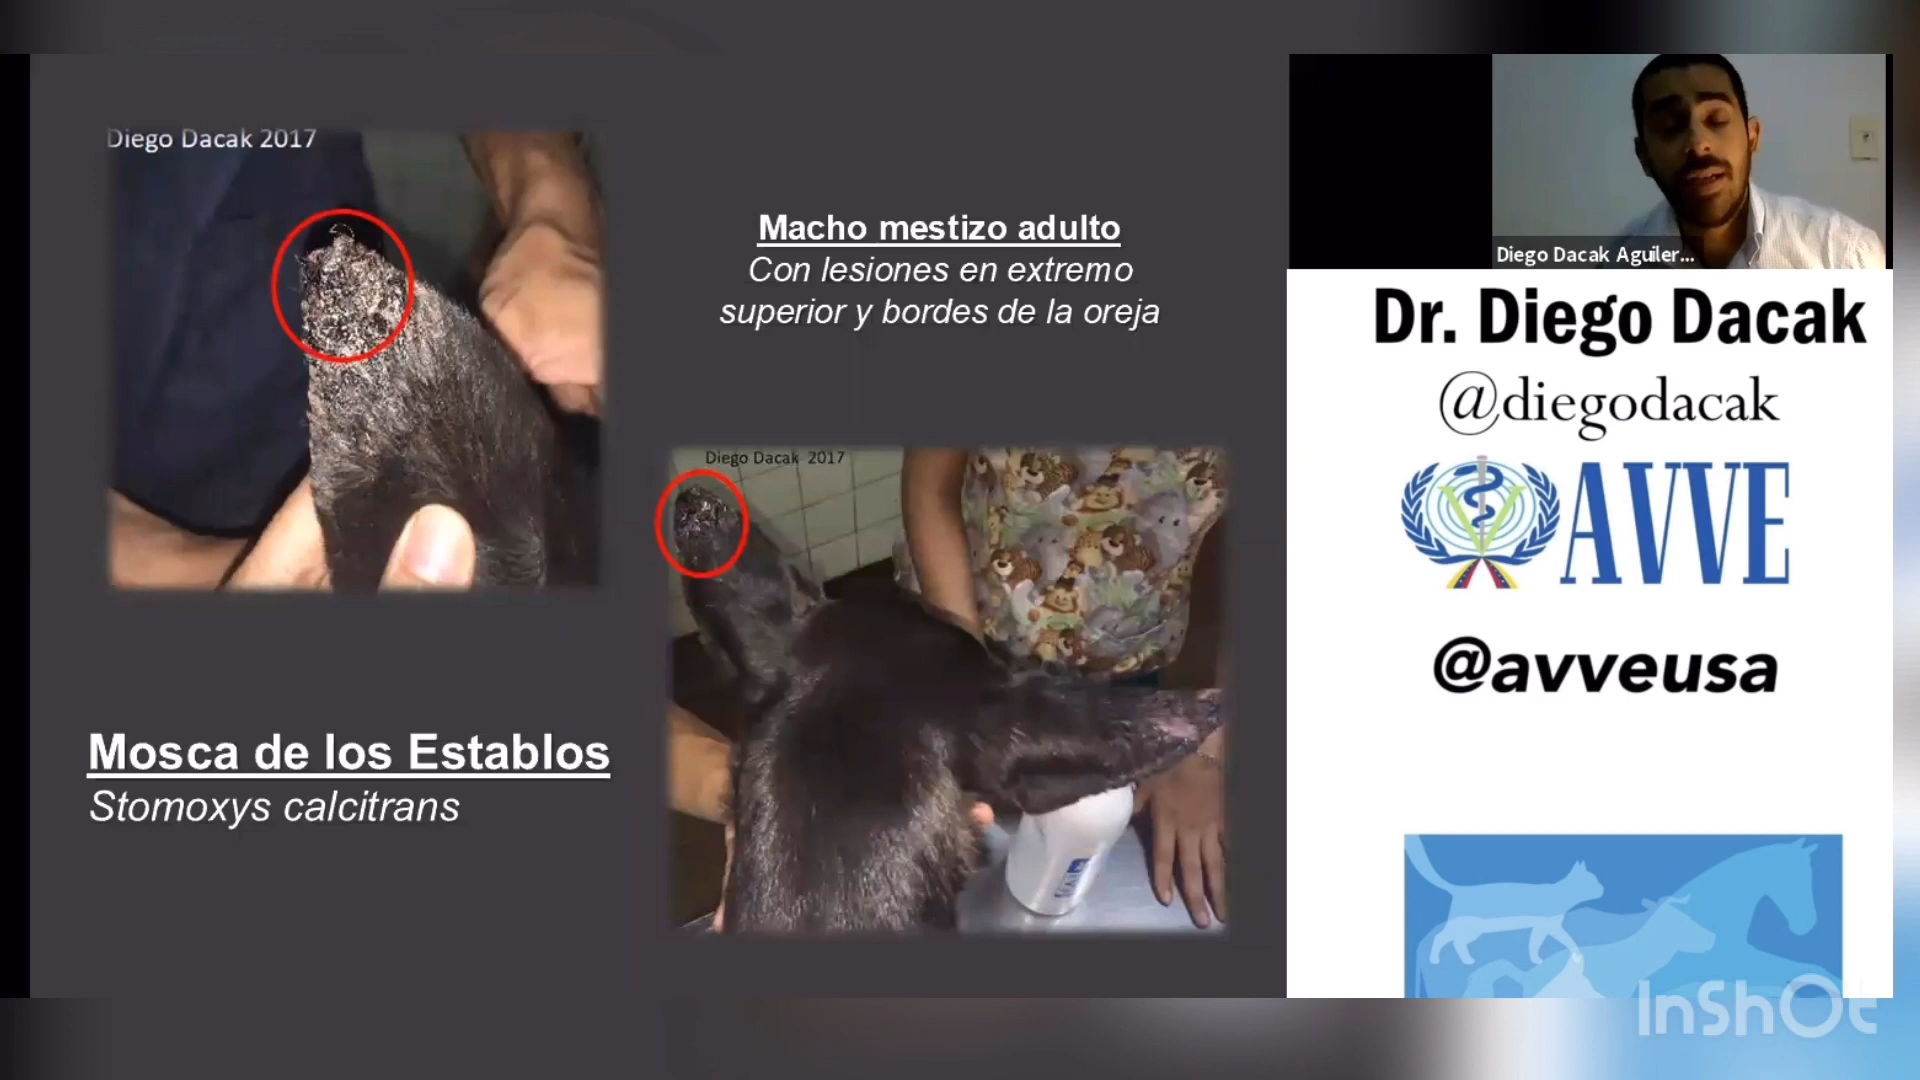 Diego Dacak 2017
Macho mestizo adulto
Con lesiones en extremo
superior y bordes de la oreja
Diego Dacak 2017
Mosca de los Establos
Stomoxys calcitrans
Diego Dacak Aguiler...
Dr. Diego Dacak
@diegodacak
AVVE
@avveusa
InShOt